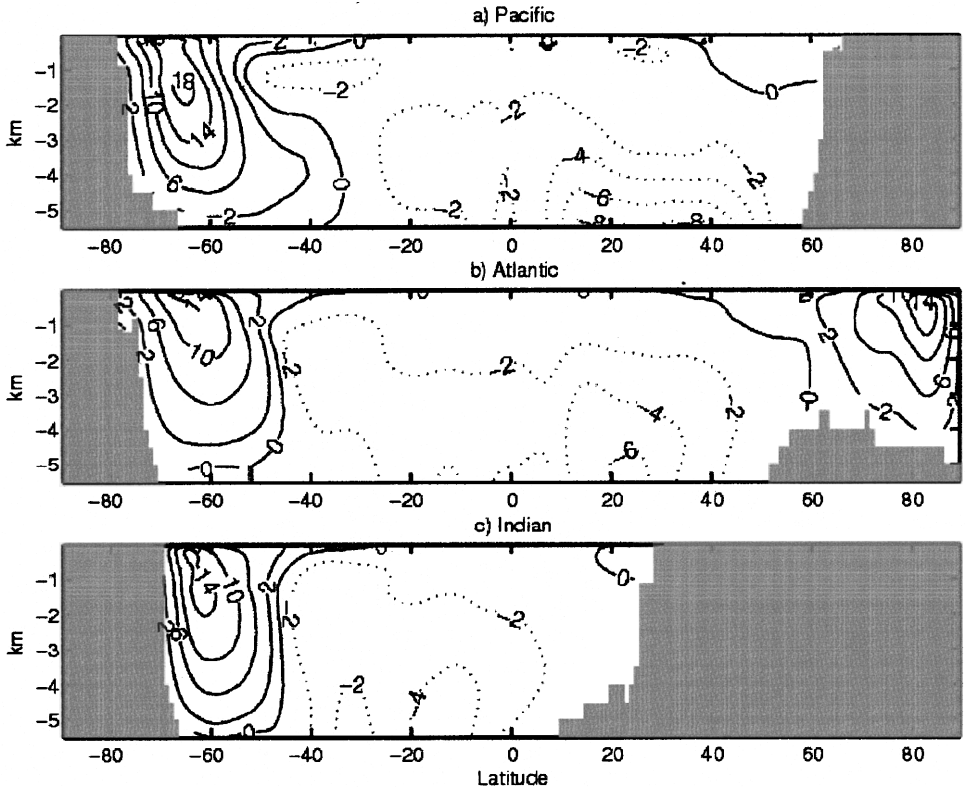 a) Pacific
2 0 0 -2
-1 18 -2 0
-2 2 10 -2
-3 14 -4
km
-4 6 0 -2 -6 -2
-5 -2 -2 -8 -8
-80 -60 -40 -20 0 20 40 60 80
b) Atlantic
-1 6 2 2
-2 2 10 -2 -2
-3 -4 0 -2
km
-4 0 -2
-5 0 -6
-80 -60 -40 -20 0 20 40 60 80
c) Indian
-1 14 10 2 0
-2 -2 -2
-3 6
km
-4 -2 -4
-5 0
-80 -60 -40 -20 0 20 40 60 80
Latitude